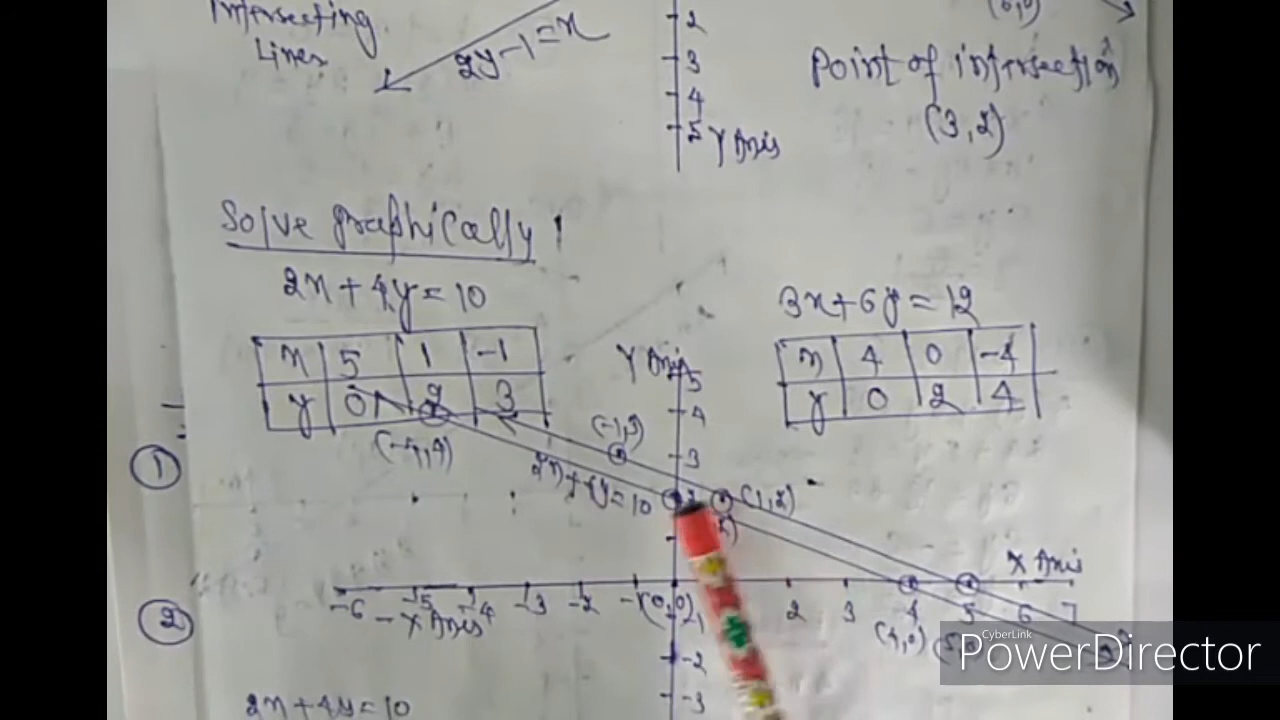 Intersecting
Lines
2y-1=x
2
3
4
5 Y Axis
Point of intersection
(3,2)
Solve graphically!
2x+4y=10
x 5 1 -1
y 0 2 3
3x+6y=12
x 4 0 -4
y 0 2 4
Y Axis
5
4
3
(-1,3)
(-4,4)
2x+4y=10
(1,2)
①
X Axis
-6 -5 -4 -3 -2 -1 (0,0) 2 3 4 5 6 7
-X Axis
(4,0)
-2
-3
②
2x+4y=10
CyberLink
PowerDirector